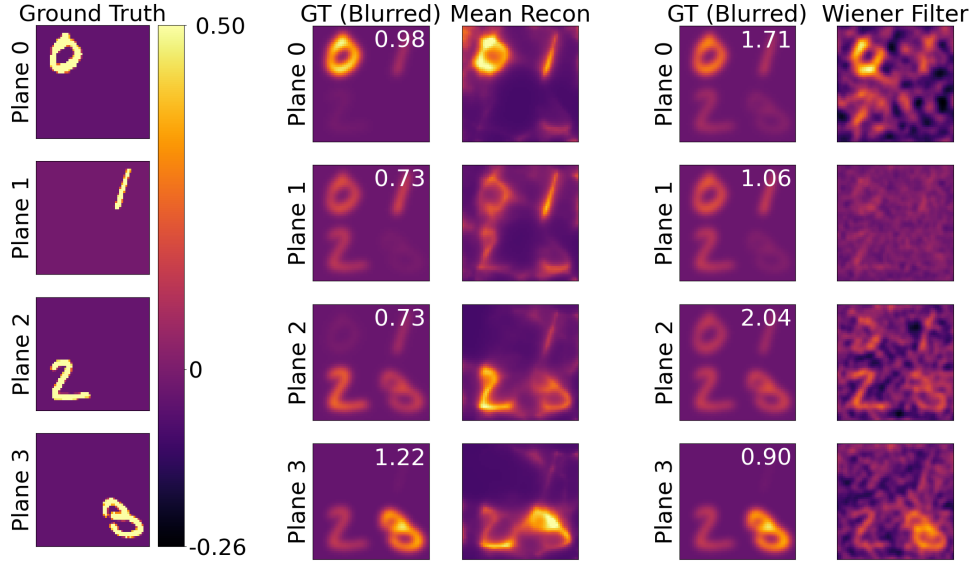 Ground Truth
GT (Blurred)
Mean Recon
GT (Blurred)
Wiener Filter
Plane 0
0.50
Plane 0
0.98
Plane 0
1.71
Plane 1
Plane 1
0.73
Plane 1
1.06
Plane 2
0
Plane 2
0.73
Plane 2
2.04
Plane 3
-0.26
Plane 3
1.22
Plane 3
0.90